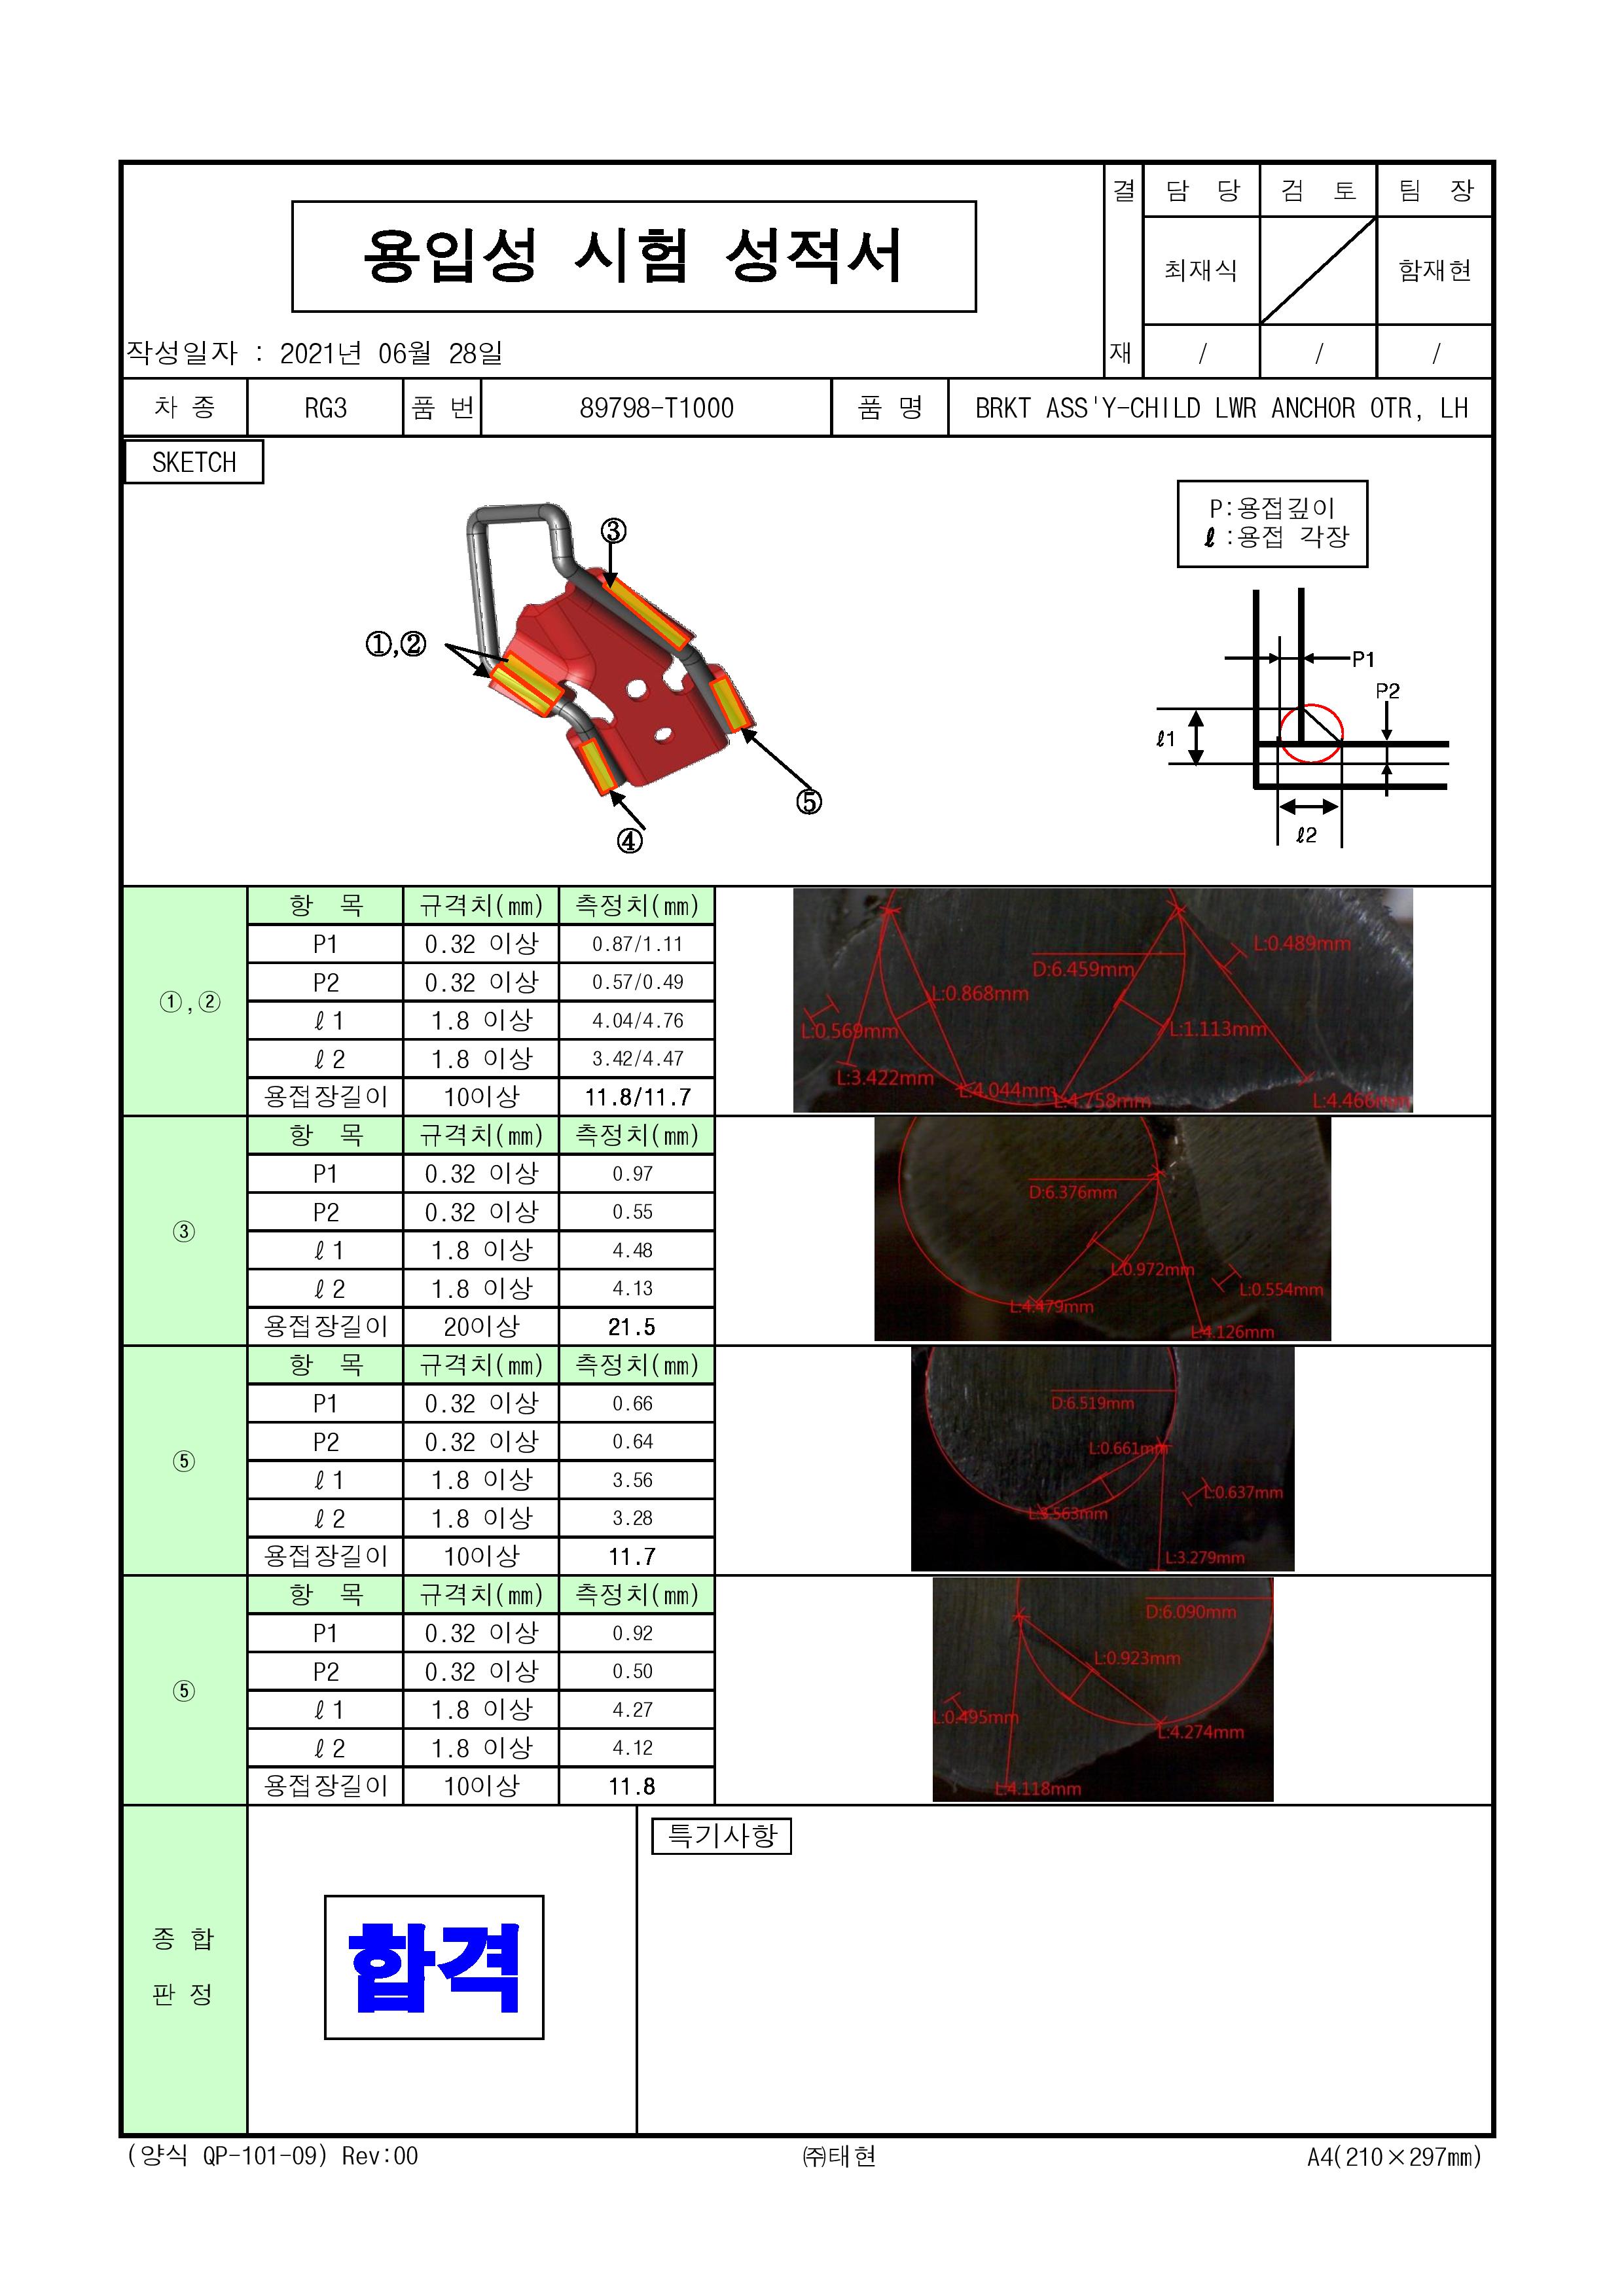 결 담 당 검 토 팀 장
용입성 시험 성적서
최재식 함재현
작성일자 : 2021년 06월 28일
재 / / /
차 종 RG3 품 번 89798-T1000 품 명 BRKT ASS'Y-CHILD LWR ANCHOR OTR, LH
SKETCH
P:용접깊이
ℓ :용접 각장
③
①,②
⑤
④
P1
P2
ℓ1
ℓ2
①,②
항 목 규격치(㎜) 측정치(㎜)
P1 0.32 이상 0.87/1.11
P2 0.32 이상 0.57/0.49
ℓ1 1.8 이상 4.04/4.76
ℓ2 1.8 이상 3.42/4.47
용접장길이 10이상 11.8/11.7
L:0.489mm
D:6.459mm
L:0.868mm
L:0.569mm
L:1.113mm
L:3.422mm
L:4.044mm
L:4.758mm
L:4.466mm
③
항 목 규격치(㎜) 측정치(㎜)
P1 0.32 이상 0.97
P2 0.32 이상 0.55
ℓ1 1.8 이상 4.48
ℓ2 1.8 이상 4.13
용접장길이 20이상 21.5
D:6.376mm
L:0.972mm
L:0.554mm
L:4.479mm
L:4.126mm
⑤
항 목 규격치(㎜) 측정치(㎜)
P1 0.32 이상 0.66
P2 0.32 이상 0.64
ℓ1 1.8 이상 3.56
ℓ2 1.8 이상 3.28
용접장길이 10이상 11.7
D:6.519mm
L:0.661mm
L:0.637mm
L:3.563mm
L:3.279mm
⑤
항 목 규격치(㎜) 측정치(㎜)
P1 0.32 이상 0.92
P2 0.32 이상 0.50
ℓ1 1.8 이상 4.27
ℓ2 1.8 이상 4.12
용접장길이 10이상 11.8
D:6.090mm
L:0.923mm
L:0.495mm
L:4.274mm
L:4.118mm
종 합
판 정
합격
특기사항
(양식 QP-101-09) Rev:00 ㈜태현 A4(210×297㎜)